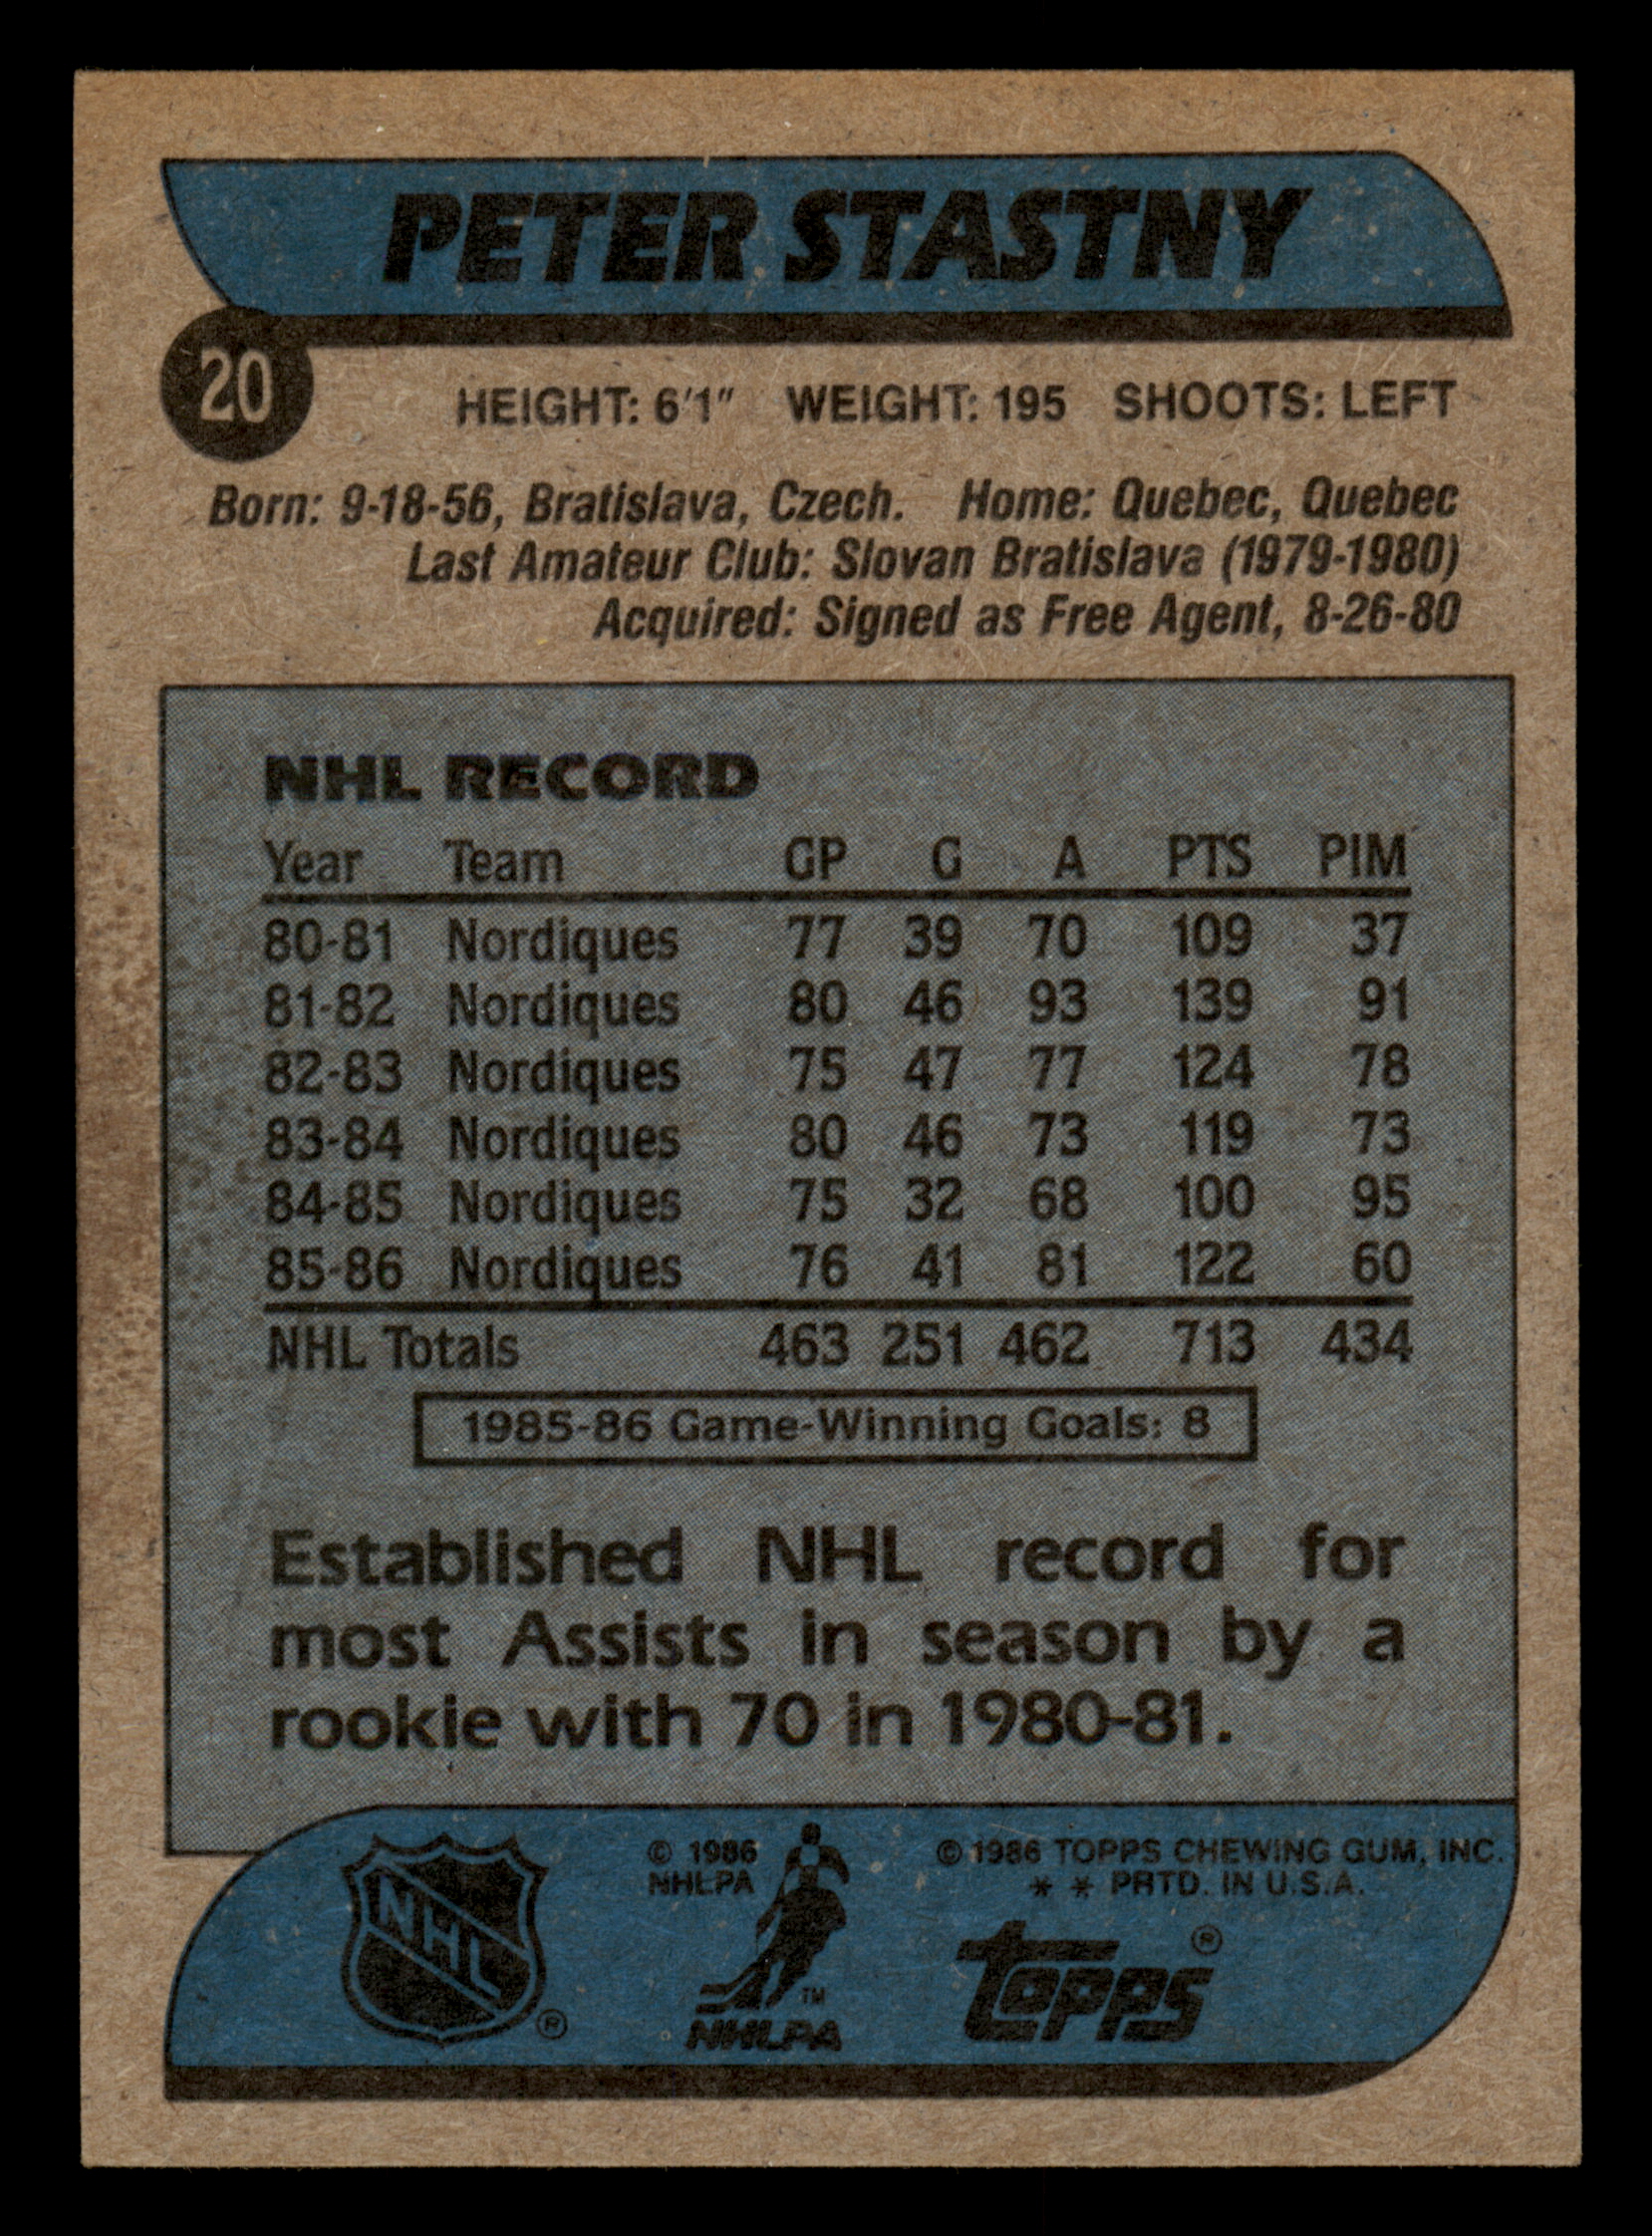 PETER STASTNY
20
HEIGHT: 6'1" WEIGHT: 195 SHOOTS: LEFT
Born: 9-18-56, Bratislava, Czech. Home: Quebec, Quebec
Last Amateur Club: Slovan Bratislava (1979-1980)
Acquired: Signed as Free Agent, 8-26-80
NHL RECORD
Year Team GP G A PTS PIM
80-81 Nordiques 77 39 70 109 37
81-82 Nordiques 80 46 93 139 91
82-83 Nordiques 75 47 77 124 78
83-84 Nordiques 80 46 73 119 73
84-85 Nordiques 75 32 68 100 95
85-86 Nordiques 76 41 81 122 60
NHL Totals 463 251 462 713 434
1985-86 Game-Winning Goals: 8
Established NHL record for
most Assists in season by a
rookie with 70 in 1980-81.
NHL ®
© 1986
NHLPA
TM
NHLPA
© 1986 TOPPS CHEWING GUM, INC.
* * PRTD. IN U.S.A.
topps ®